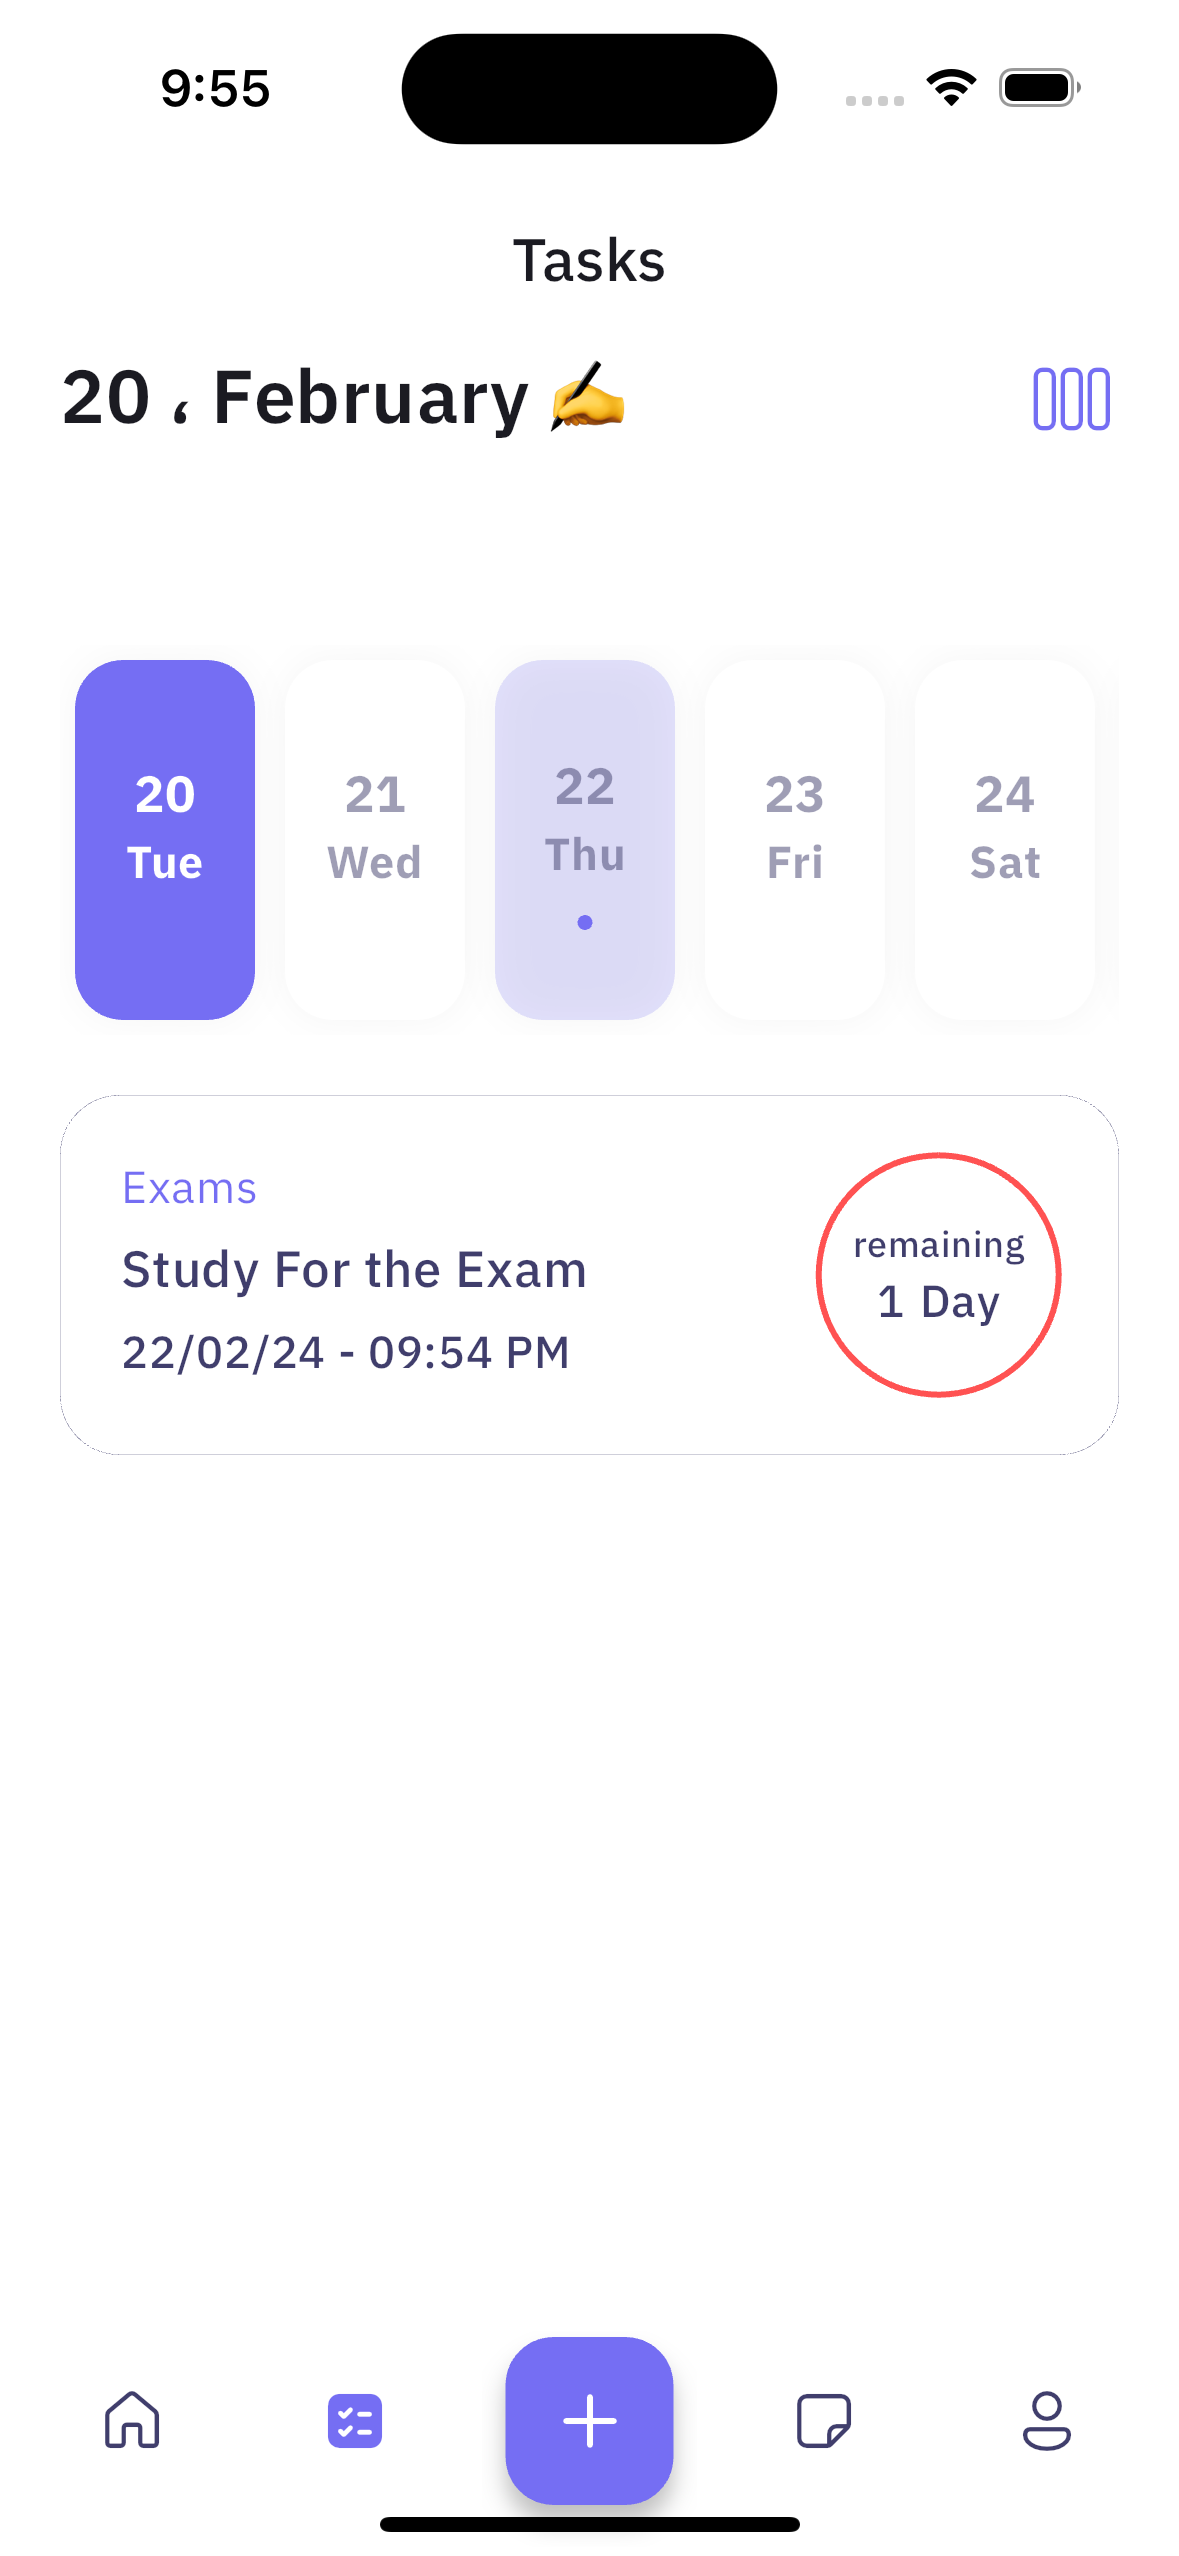 9:55
Tasks
20 ، February ✍️
20
Tue
21
Wed
22
Thu
23
Fri
24
Sat
Exams
Study For the Exam
22/02/24 - 09:54 PM
remaining
1 Day